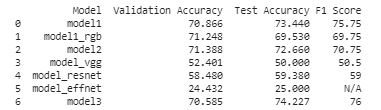 Model Validation Accuracy Test Accuracy F1 Score
0 model1 70.866 73.440 75.75
1 model1_rgb 71.248 69.530 69.75
2 model2 71.388 72.660 70.75
3 model_vgg 52.401 50.000 50.5
4 model_resnet 58.480 59.380 59
5 model_effnet 24.432 25.000 N/A
6 model3 70.585 74.227 76